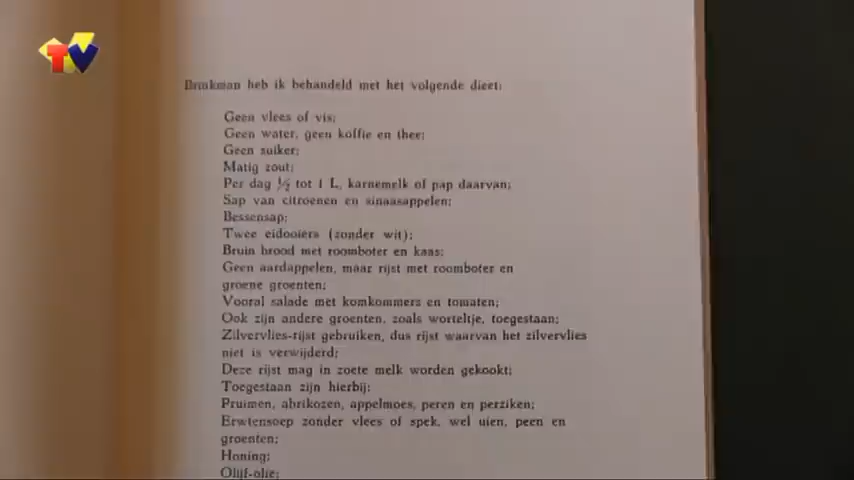 TV
Brinkman heb ik behandeld met het volgende dieet:
Geen vlees of vis;
Geen water, geen koffie en thee;
Geen suiker;
Matig zout;
Per dag ½ tot 1 L. karnemelk of pap daarvan;
Sap van citroenen en sinaasappelen;
Bessensap;
Twee eidooiers (zonder wit);
Bruin brood met roomboter en kaas;
Geen aardappelen, maar rijst met roomboter en
groene groenten;
Vooral salade met komkommers en tomaten;
Ook zijn andere groenten, zoals worteltje, toegestaan;
Zilvervlies-rijst gebruiken, dus rijst waarvan het zilvervlies
niet is verwijderd;
Deze rijst mag in zoete melk worden gekookt;
Toegestaan zijn hierbij:
Pruimen, abrikozen, appelmoes, peren en perziken;
Erwtensoep zonder vlees of spek, wel uien, peen en
groenten;
Honing;
Olijf-olie;